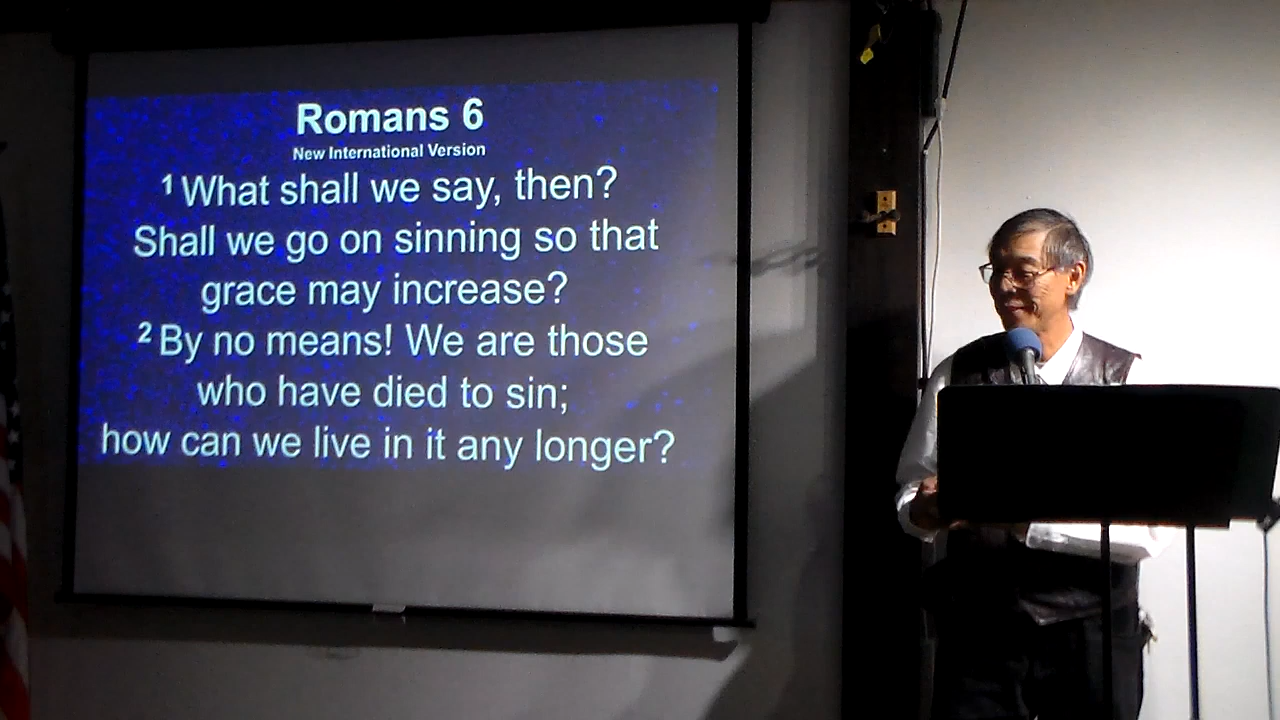 Romans 6
New International Version
¹ What shall we say, then?
Shall we go on sinning so that
grace may increase?
² By no means! We are those
who have died to sin;
how can we live in it any longer?